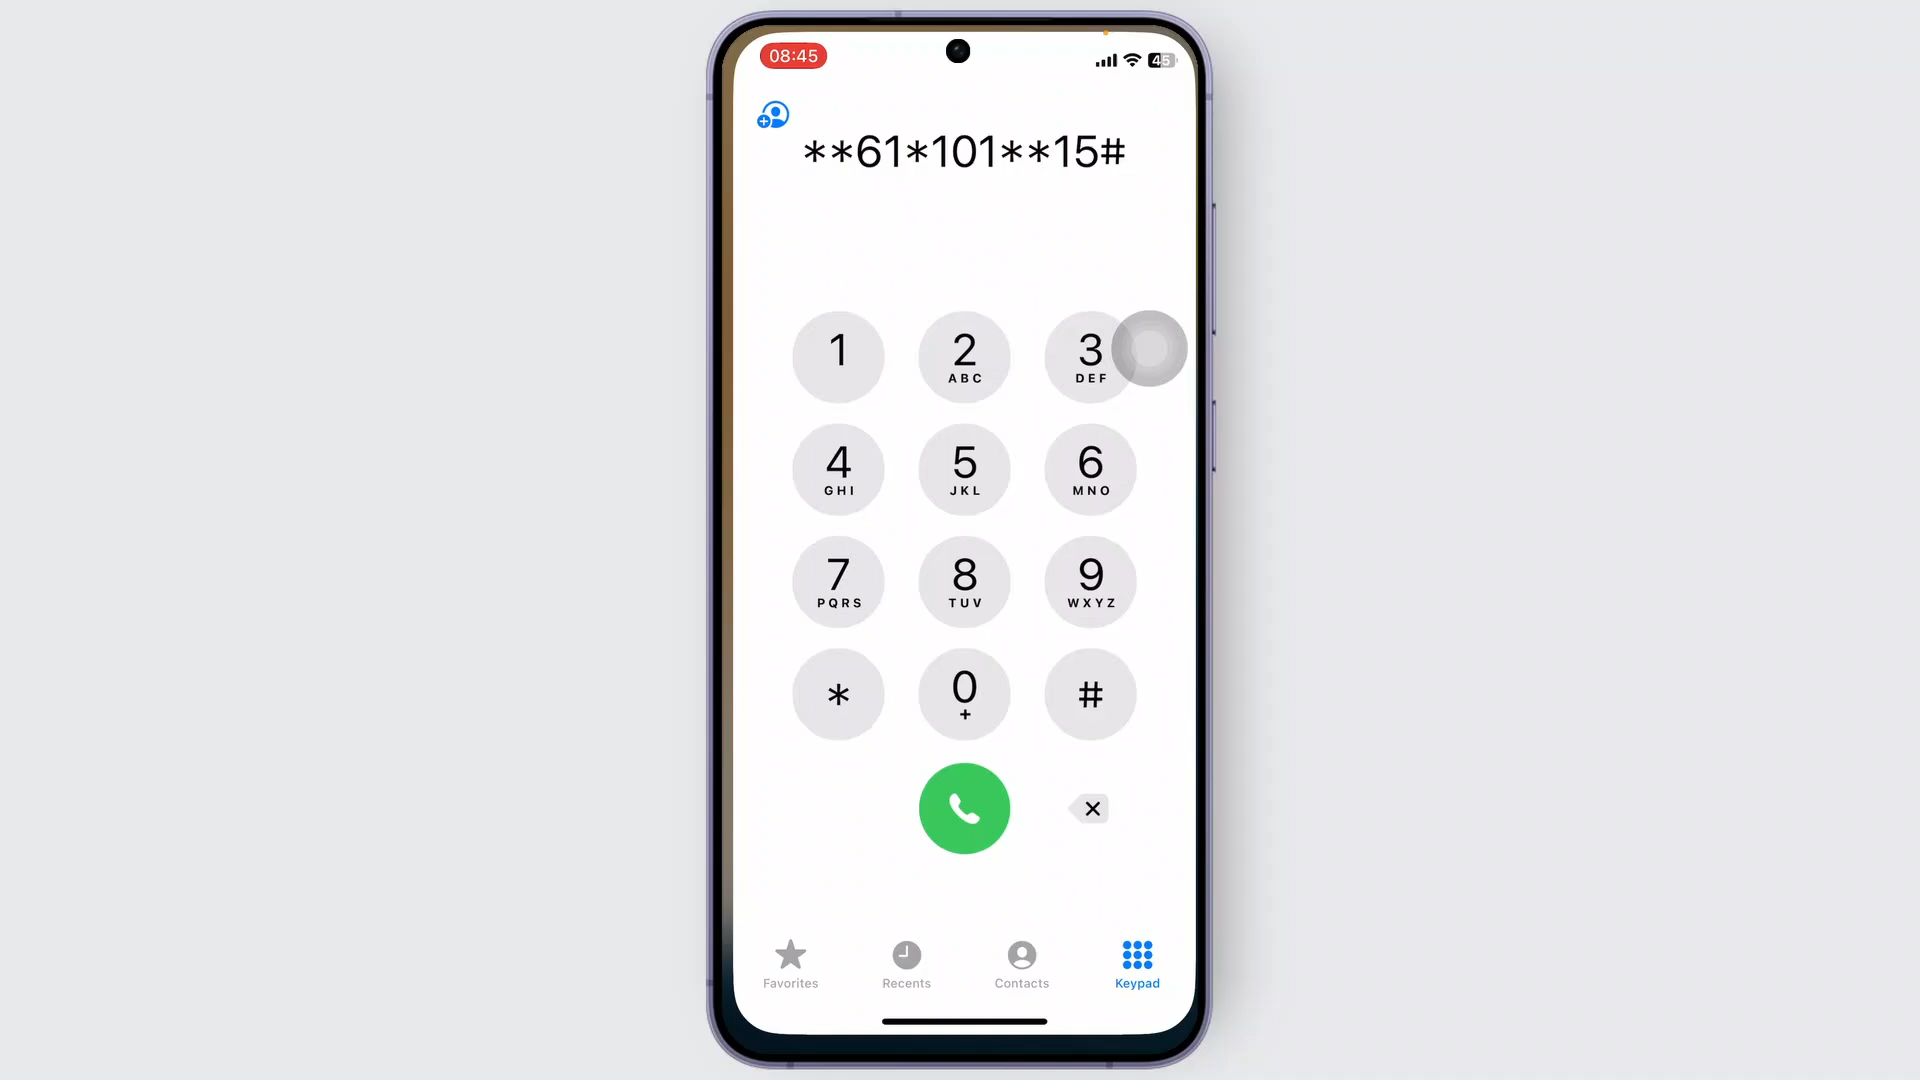 08:45
45
**61*101**15#
1
2
ABC
3
DEF
4
GHI
5
JKL
6
MNO
7
PQRS
8
TUV
9
WXYZ
*
0
+
#
Favorites
Recents
Contacts
Keypad